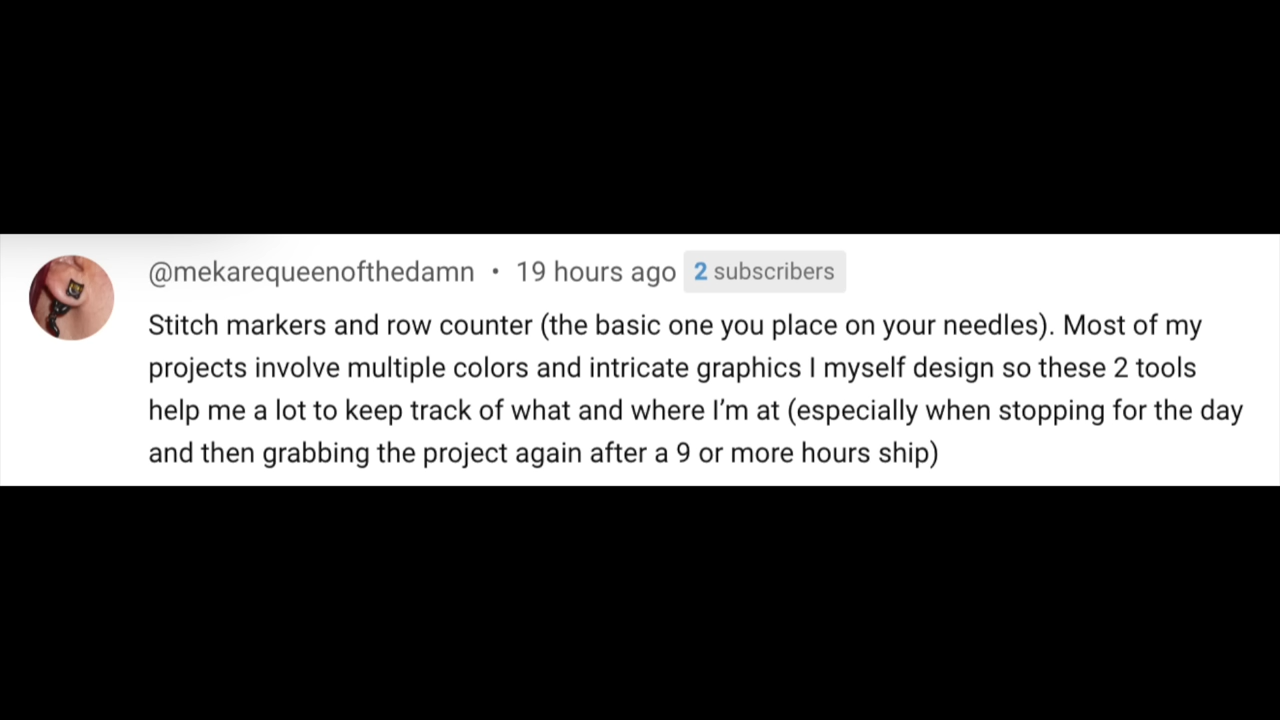 @mekarequeenofthedamn • 19 hours ago 2 subscribers
Stitch markers and row counter (the basic one you place on your needles). Most of my
projects involve multiple colors and intricate graphics I myself design so these 2 tools
help me a lot to keep track of what and where I’m at (especially when stopping for the day
and then grabbing the project again after a 9 or more hours ship)